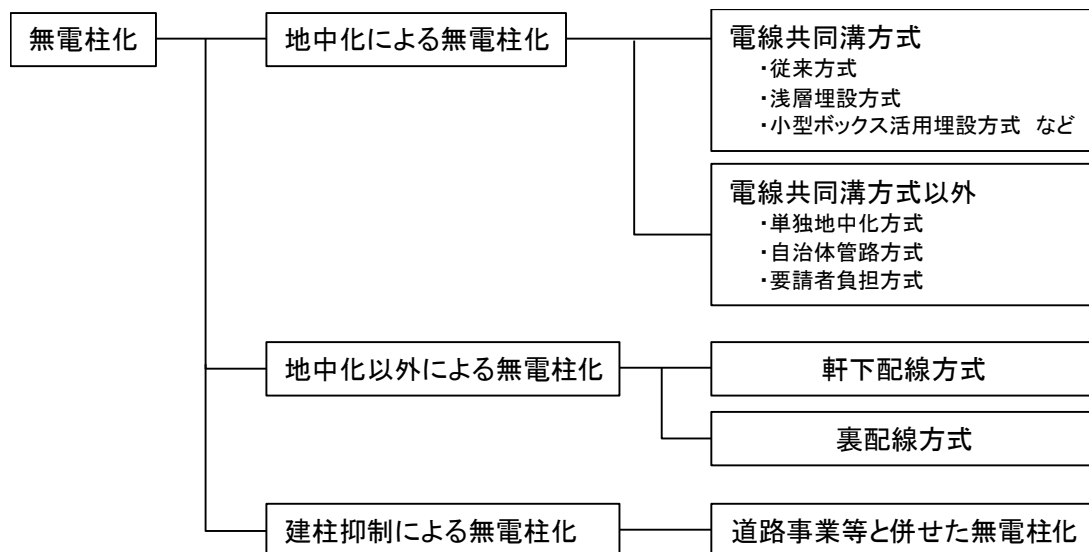 無電柱化
地中化による無電柱化
電線共同溝方式
・従来方式
・浅層埋設方式
・小型ボックス活用埋設方式 など
電線共同溝方式以外
・単独地中化方式
・自治体管路方式
・要請者負担方式
地中化以外による無電柱化
軒下配線方式
裏配線方式
建柱抑制による無電柱化
道路事業等と併せた無電柱化